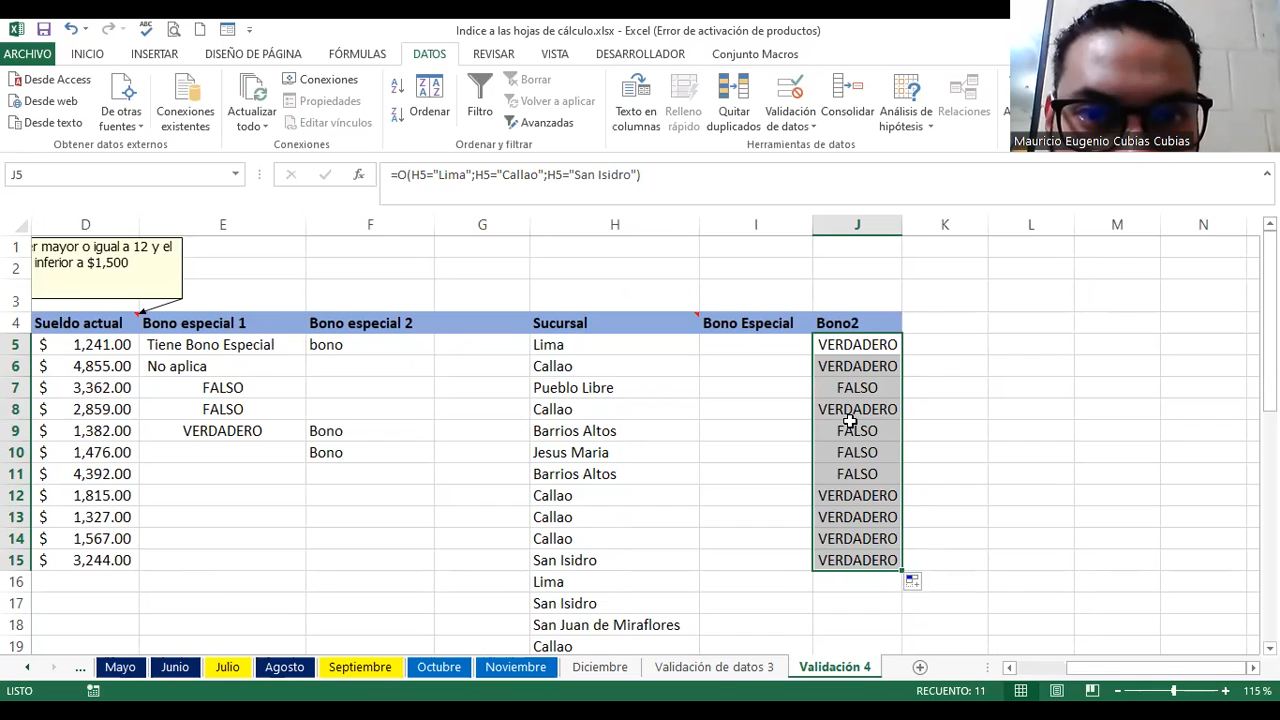 Indice a las hojas de cálculo.xlsx - Excel (Error de activación de productos)
ARCHIVO INICIO INSERTAR DISEÑO DE PÁGINA FÓRMULAS DATOS REVISAR VISTA DESARROLLADOR Conjunto Macros
Desde Access
Desde web
Desde texto
De otras fuentes
Obtener datos externos
Conexiones existentes
Actualizar todo
Conexiones
Propiedades
Editar vínculos
Conexiones
Ordenar
Filtro
Borrar
Volver a aplicar
Avanzadas
Ordenar y filtrar
Texto en columnas
Relleno rápido
Quitar duplicados
Validación de datos
Consolidar
Análisis de hipótesis
Relaciones
Herramientas de datos
Mauricio Eugenio Cubias Cubias
J5 fx =O(H5="Lima";H5="Callao";H5="San Isidro")
D E F G H I J K L M N
1 r mayor o igual a 12 y el
2 inferior a $1,500
3
4 Sueldo actual Bono especial 1 Bono especial 2 Sucursal Bono Especial Bono2
5 $ 1,241.00 Tiene Bono Especial bono Lima VERDADERO
6 $ 4,855.00 No aplica Callao VERDADERO
7 $ 3,362.00 FALSO Pueblo Libre FALSO
8 $ 2,859.00 FALSO Callao VERDADERO
9 $ 1,382.00 VERDADERO Bono Barrios Altos FALSO
10 $ 1,476.00 Bono Jesus Maria FALSO
11 $ 4,392.00 Barrios Altos FALSO
12 $ 1,815.00 Callao VERDADERO
13 $ 1,327.00 Callao VERDADERO
14 $ 1,567.00 Callao VERDADERO
15 $ 3,244.00 San Isidro VERDADERO
16 Lima
17 San Isidro
18 San Juan de Miraflores
19 Callao
... Mayo Junio Julio Agosto Septiembre Octubre Noviembre Diciembre Validación de datos 3 Validación 4
LISTO RECUENTO: 11 115 %